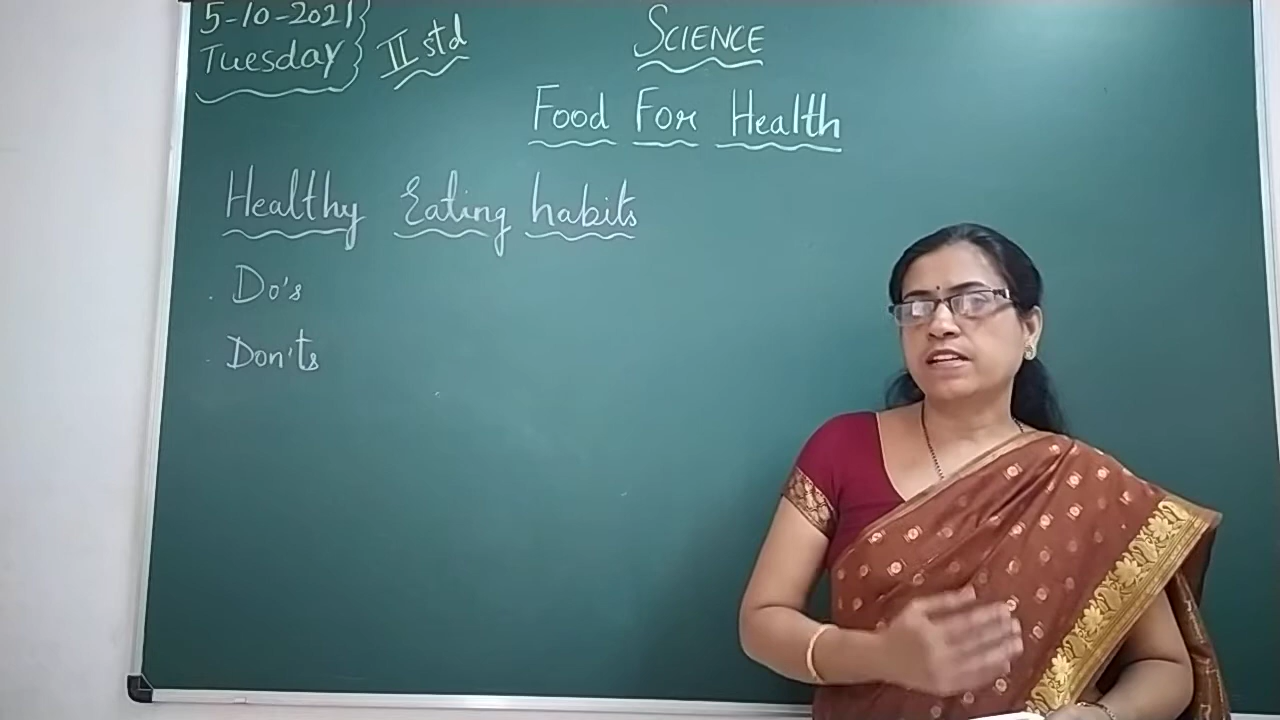 5-10-2021
Tuesday
II std
SCIENCE
Food For Health
Healthy Eating habits
Do's
Don'ts